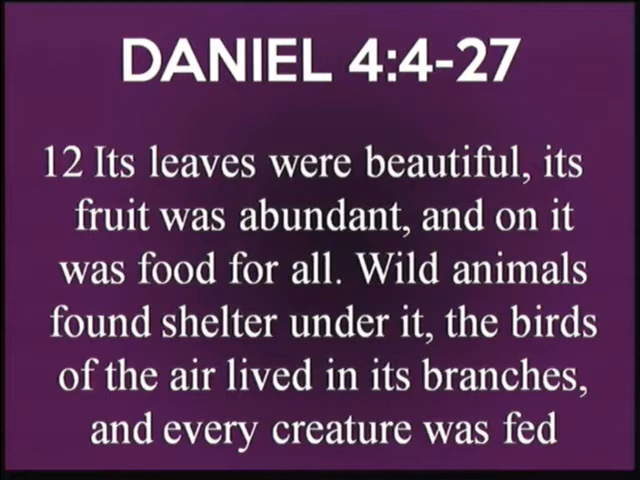 DANIEL 4:4-27
12 Its leaves were beautiful, its
fruit was abundant, and on it
was food for all. Wild animals
found shelter under it, the birds
of the air lived in its branches,
and every creature was fed